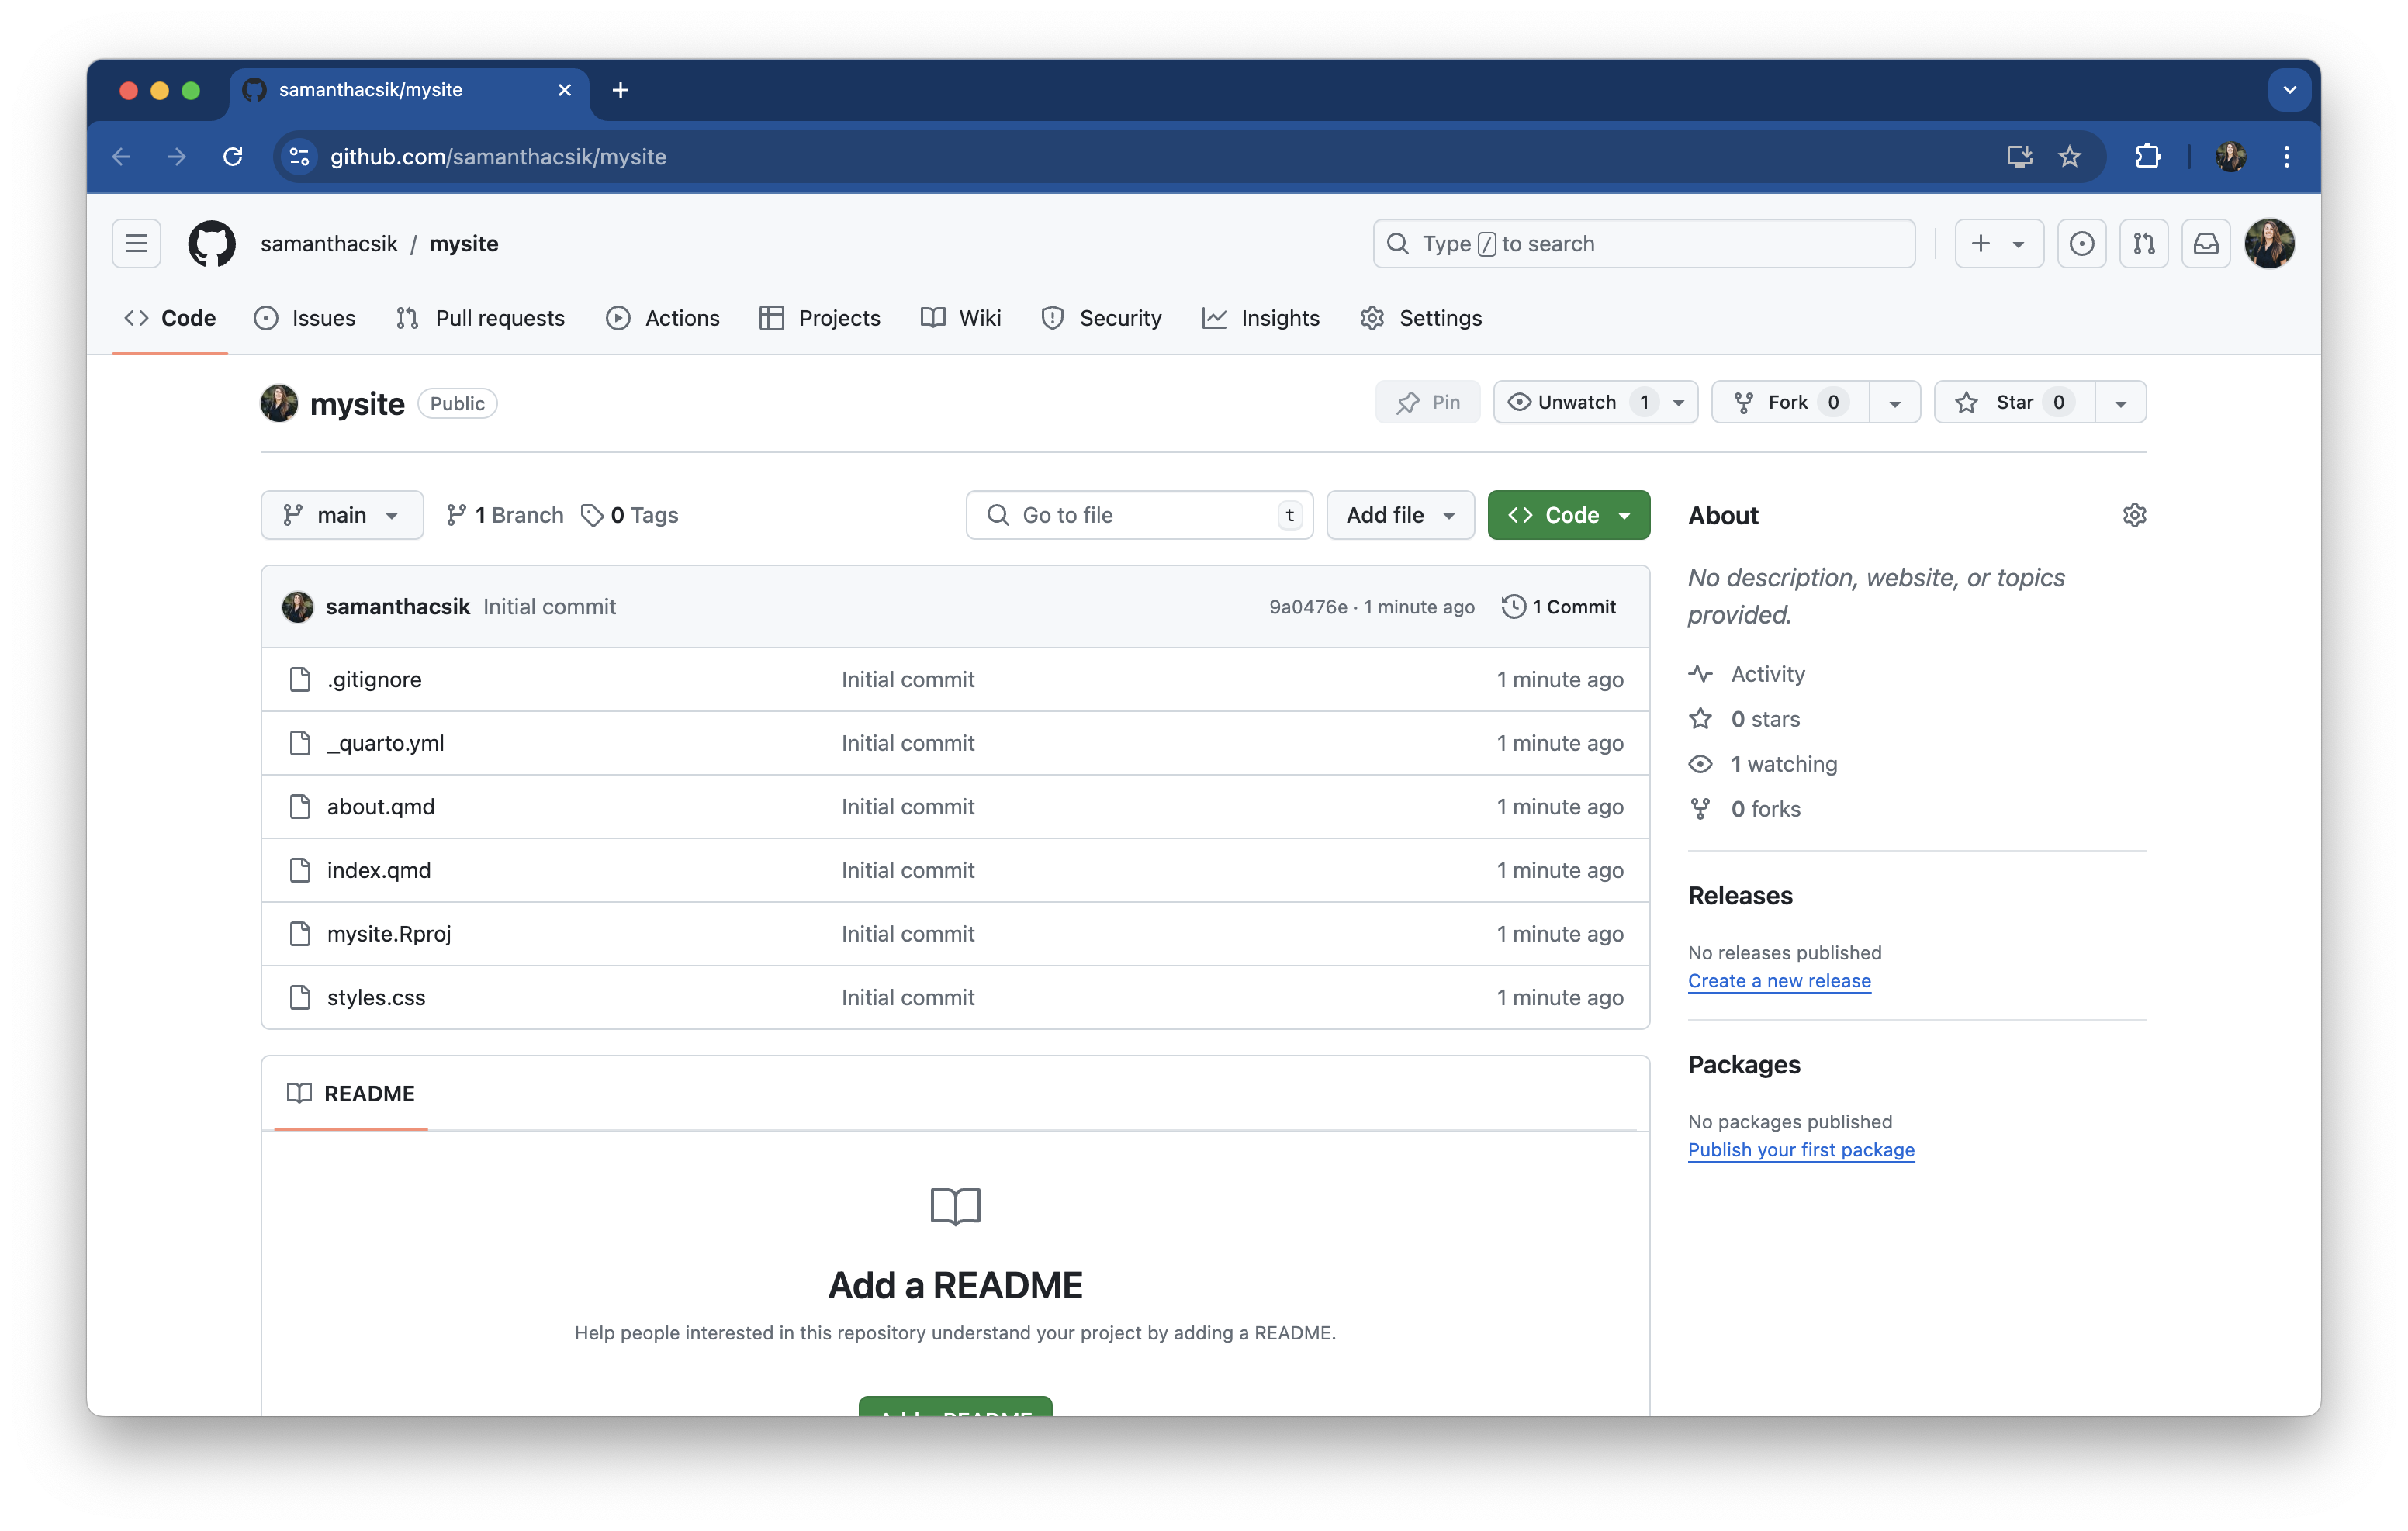 samanthacsik/mysite
github.com/samanthacsik/mysite
samanthacsik / mysite
Type / to search
Code Issues Pull requests Actions Projects Wiki Security Insights Settings
mysite Public
Pin Unwatch 1 Fork 0 Star 0
main 1 Branch 0 Tags
Go to file t Add file Code
samanthacsik Initial commit 9a0476e · 1 minute ago 1 Commit
.gitignore Initial commit 1 minute ago
_quarto.yml Initial commit 1 minute ago
about.qmd Initial commit 1 minute ago
index.qmd Initial commit 1 minute ago
mysite.Rproj Initial commit 1 minute ago
styles.css Initial commit 1 minute ago
README
Add a README
Help people interested in this repository understand your project by adding a README.
About
No description, website, or topics
provided.
Activity
0 stars
1 watching
0 forks
Releases
No releases published
Create a new release
Packages
No packages published
Publish your first package